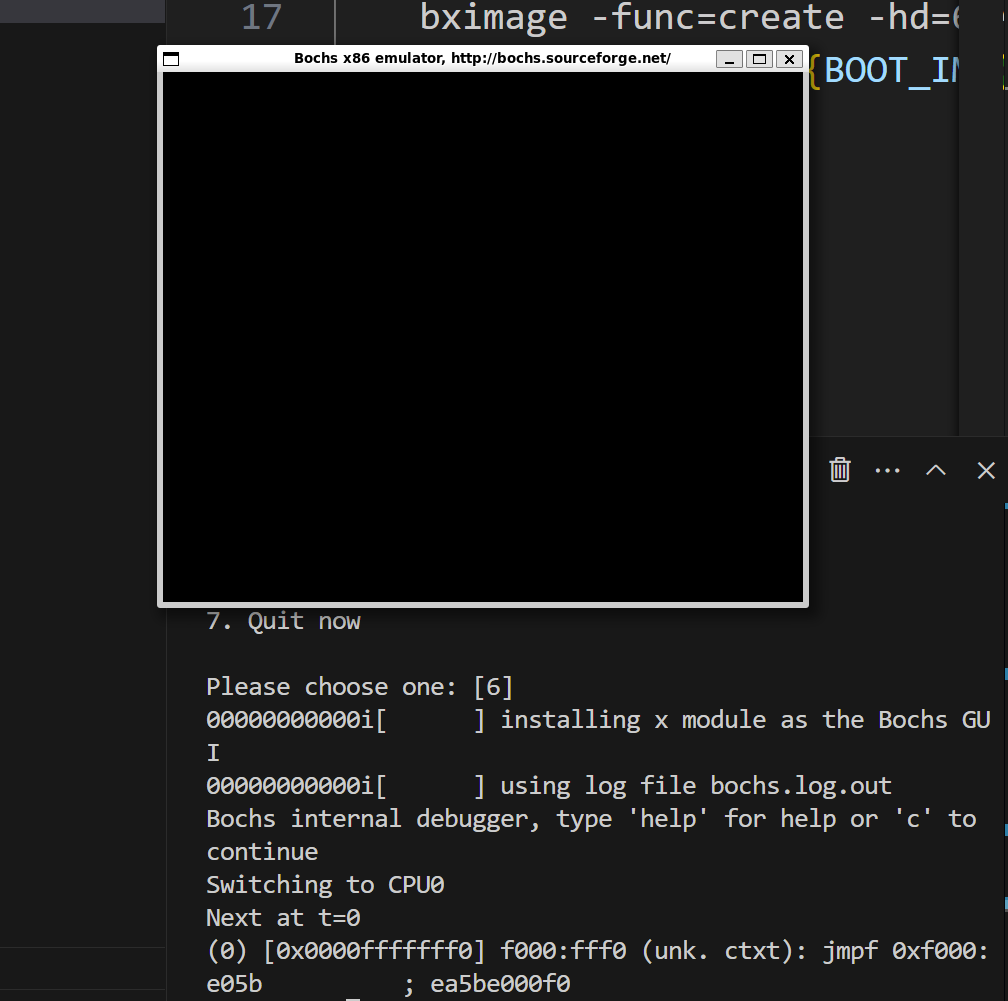 17 bximage -func=create -hd=6
Bochs x86 emulator, http://bochs.sourceforge.net/
{BOOT_IM
7. Quit now
Please choose one: [6]
00000000000i[      ] installing x module as the Bochs GU
I
00000000000i[      ] using log file bochs.log.out
Bochs internal debugger, type 'help' for help or 'c' to
continue
Switching to CPU0
Next at t=0
(0) [0x0000fffffff0] f000:fff0 (unk. ctxt): jmpf 0xf000:
e05b          ; ea5be000f0